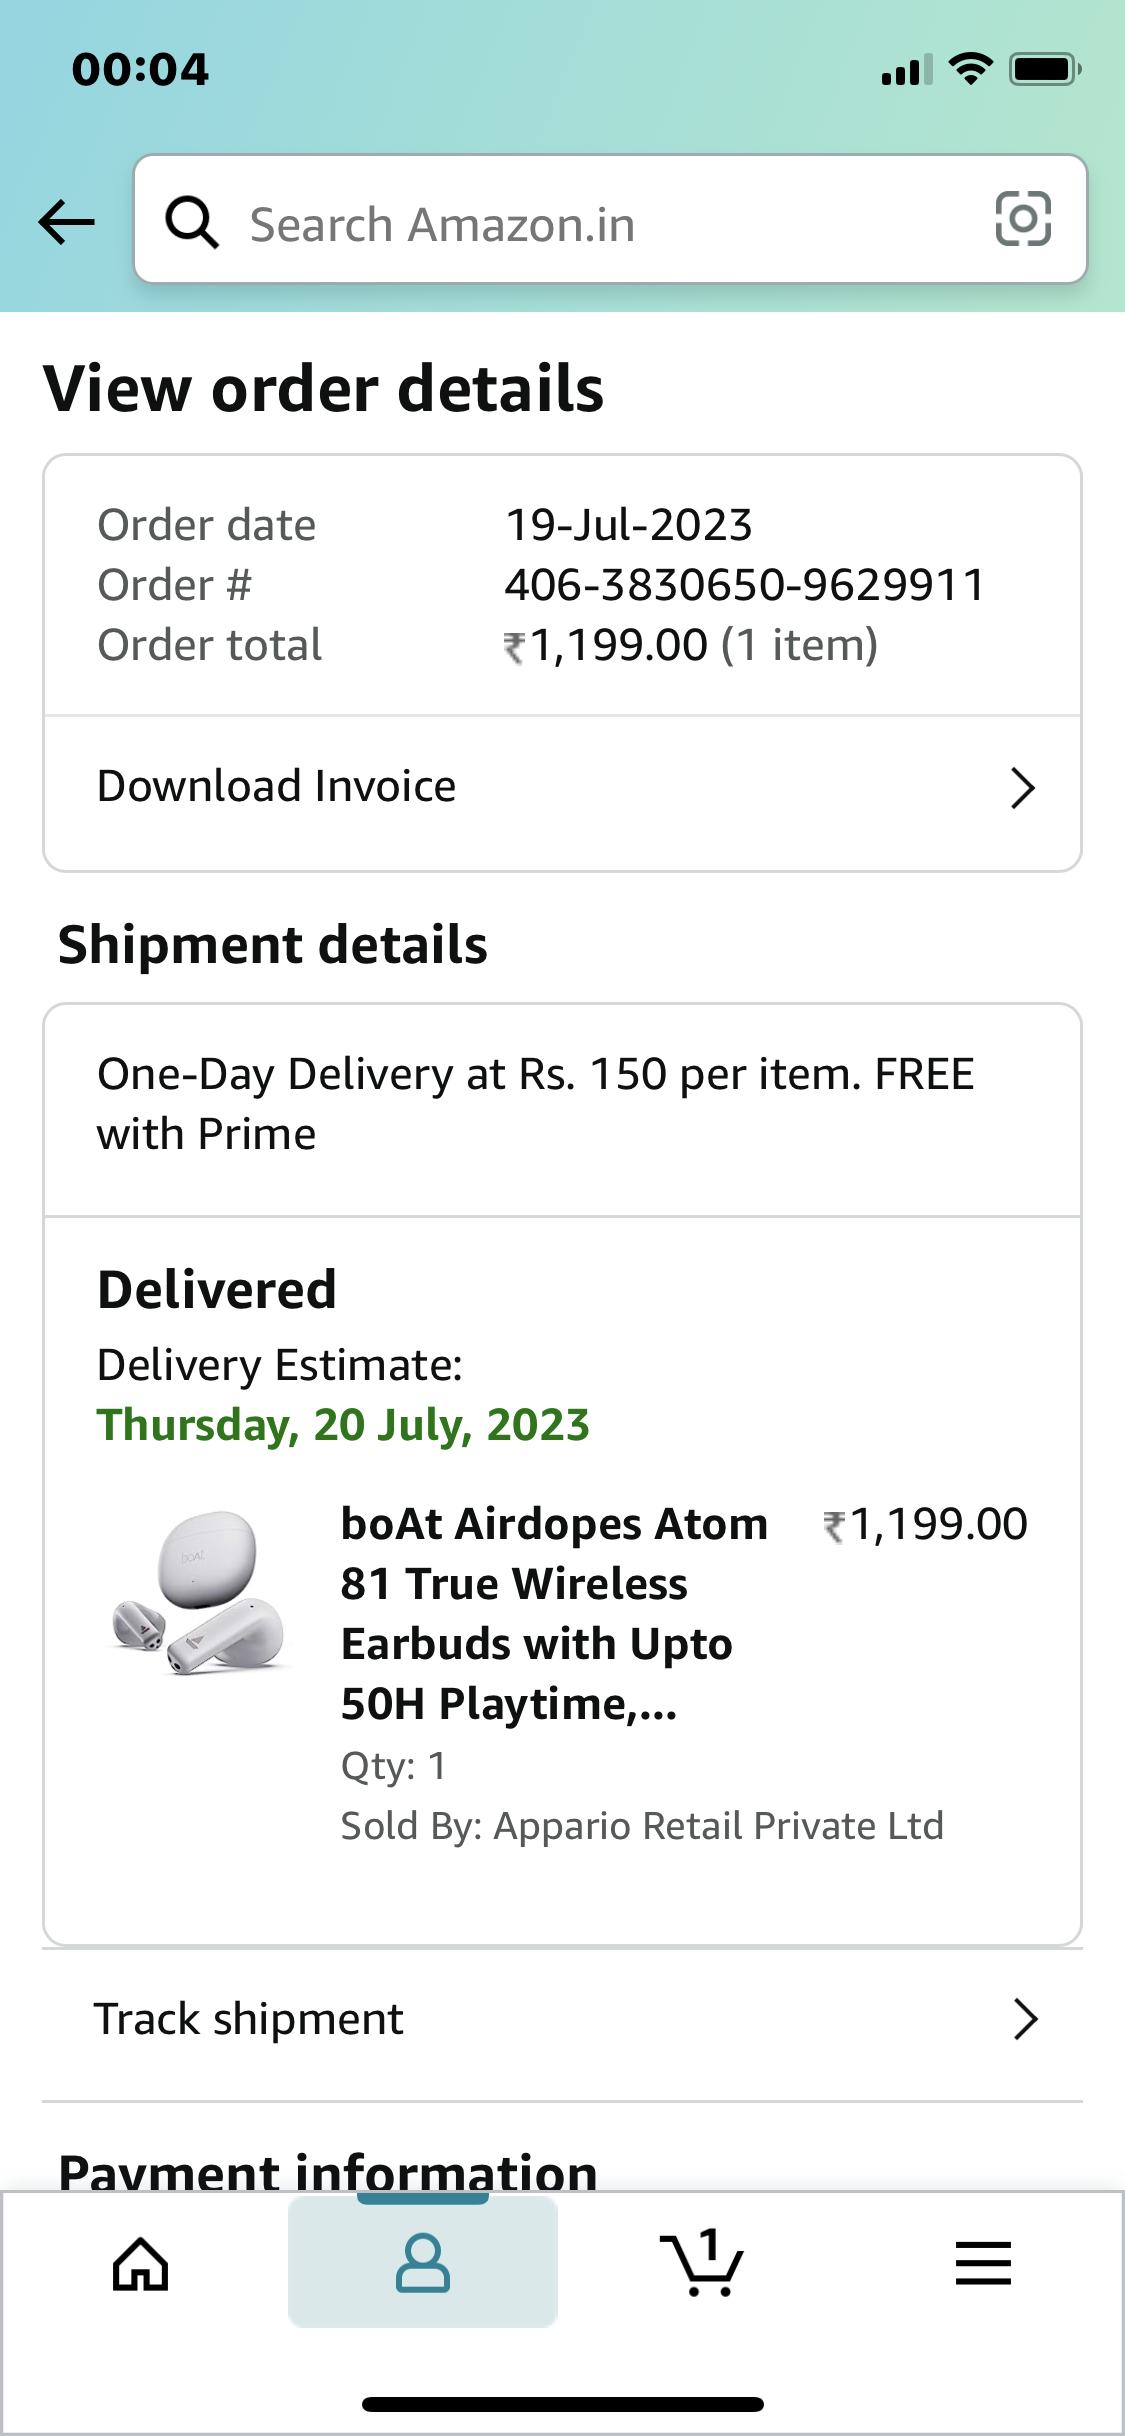 00:04
Search Amazon.in
View order details
Order date 19-Jul-2023
Order # 406-3830650-9629911
Order total ₹1,199.00 (1 item)
Download Invoice
Shipment details
One-Day Delivery at Rs. 150 per item. FREE
with Prime
Delivered
Delivery Estimate:
Thursday, 20 July, 2023
boAt
boAt Airdopes Atom ₹1,199.00
81 True Wireless
Earbuds with Upto
50H Playtime,...
Qty: 1
Sold By: Appario Retail Private Ltd
Track shipment
Payment information
1